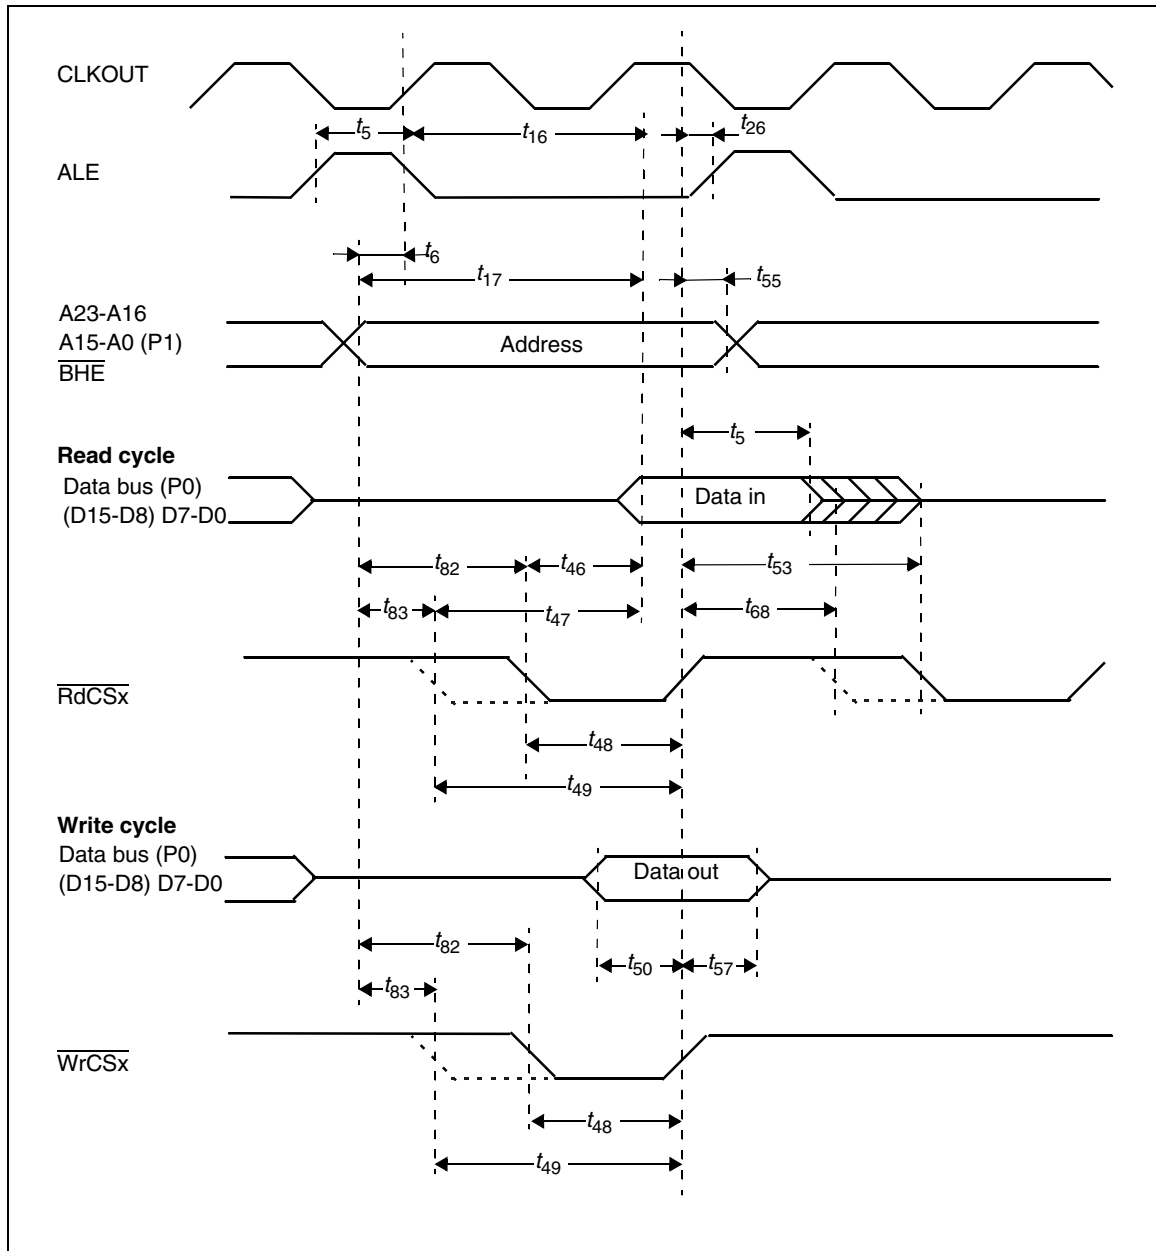 CLKOUT
t5
t16
t26
ALE
t6
t17
t55
A23-A16
A15-A0 (P1)
BHE
Address
t5
Read cycle
Data bus (P0)
(D15-D8) D7-D0
Data in
t82
t46
t53
t83
t47
t68
RdCSx
t48
t49
Write cycle
Data bus (P0)
(D15-D8) D7-D0
Data out
t82
t50
t57
t83
WrCSx
t48
t49